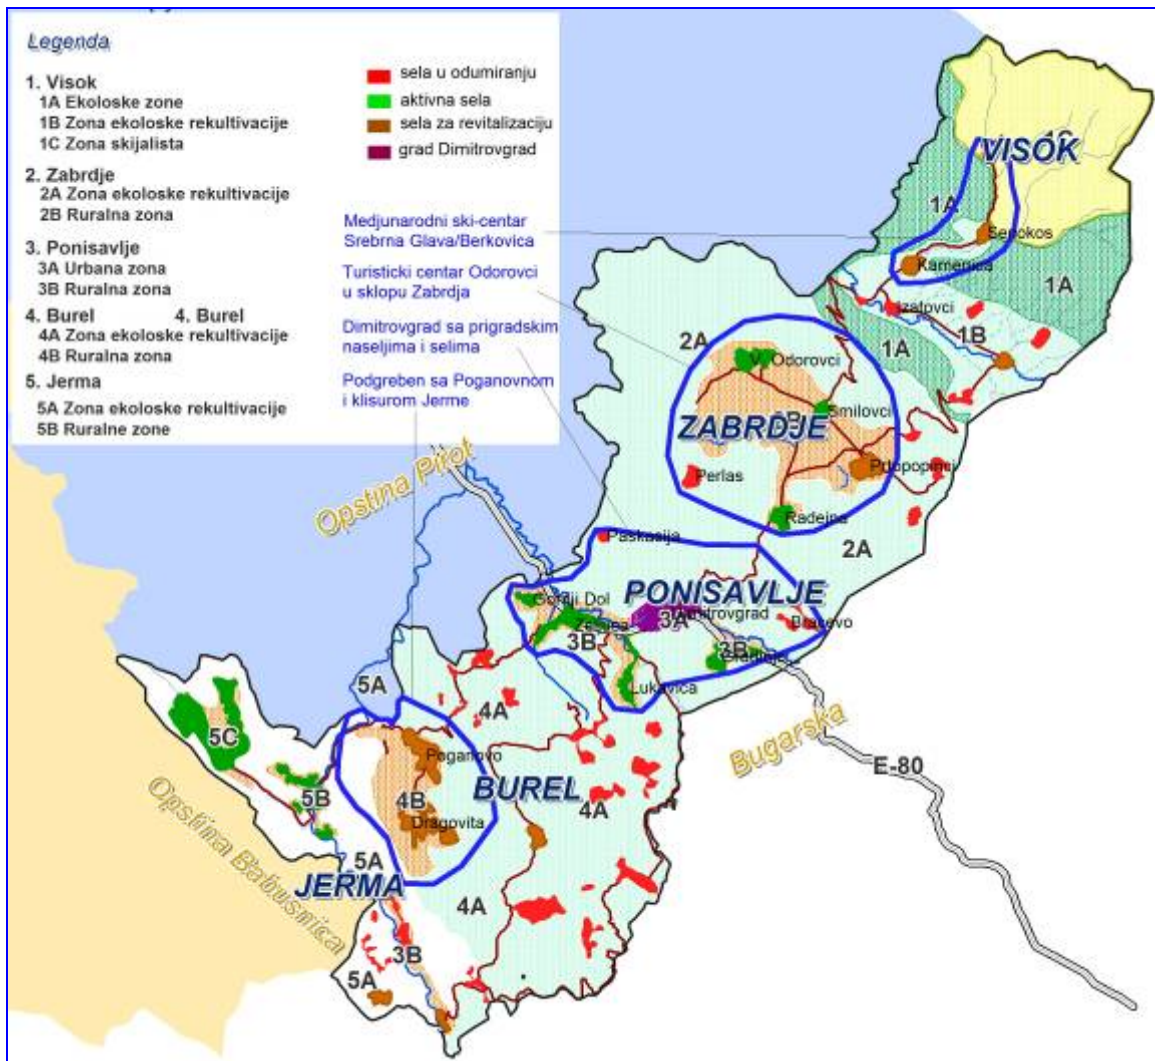 Legenda
1. Visok
1A Ekoloske zone
1B Zona ekoloske rekultivacije
1C Zona skijalista
2. Zabrdje
2A Zona ekoloske rekultivacije
2B Ruralna zona
3. Ponisavlje
3A Urbana zona
3B Ruralna zona
4. Burel 4. Burel
4A Zona ekoloske rekultivacije
4B Ruralna zona
5. Jerma
5A Zona ekoloske rekultivacije
5B Ruralne zone
sela u odumiranju
aktivna sela
sela za revitalizaciju
grad Dimitrovgrad
Medjunarodni ski-centar
Srebrna Glava/Berkovica
Turisticki centar Odorovci
u sklopu Zabrdja
Dimitrovgrad sa prigradskim
naseljima i selima
Podgreben sa Poganovnom
i klisurom Jerme
VISOK
1A
Senokos
Kamenica
1A
Izatovci
1B
1A
2A
V. Odorovci
Smilovci
ZABRDJE
Prtopopinci
Perlas
Radejna
2A
Opstina Pirot
Paskasija
PONISAVLJE
Gornji Dol
Dimitrovgrad
3A
Bracevo
3B
3B
Lukavica
5A
4A
5C
Poganovo
Bugarska
E-80
BUREL
5B
4B
4A
Dragovita
Opstina Babusnica
5A
JERMA
4A
3B
5A